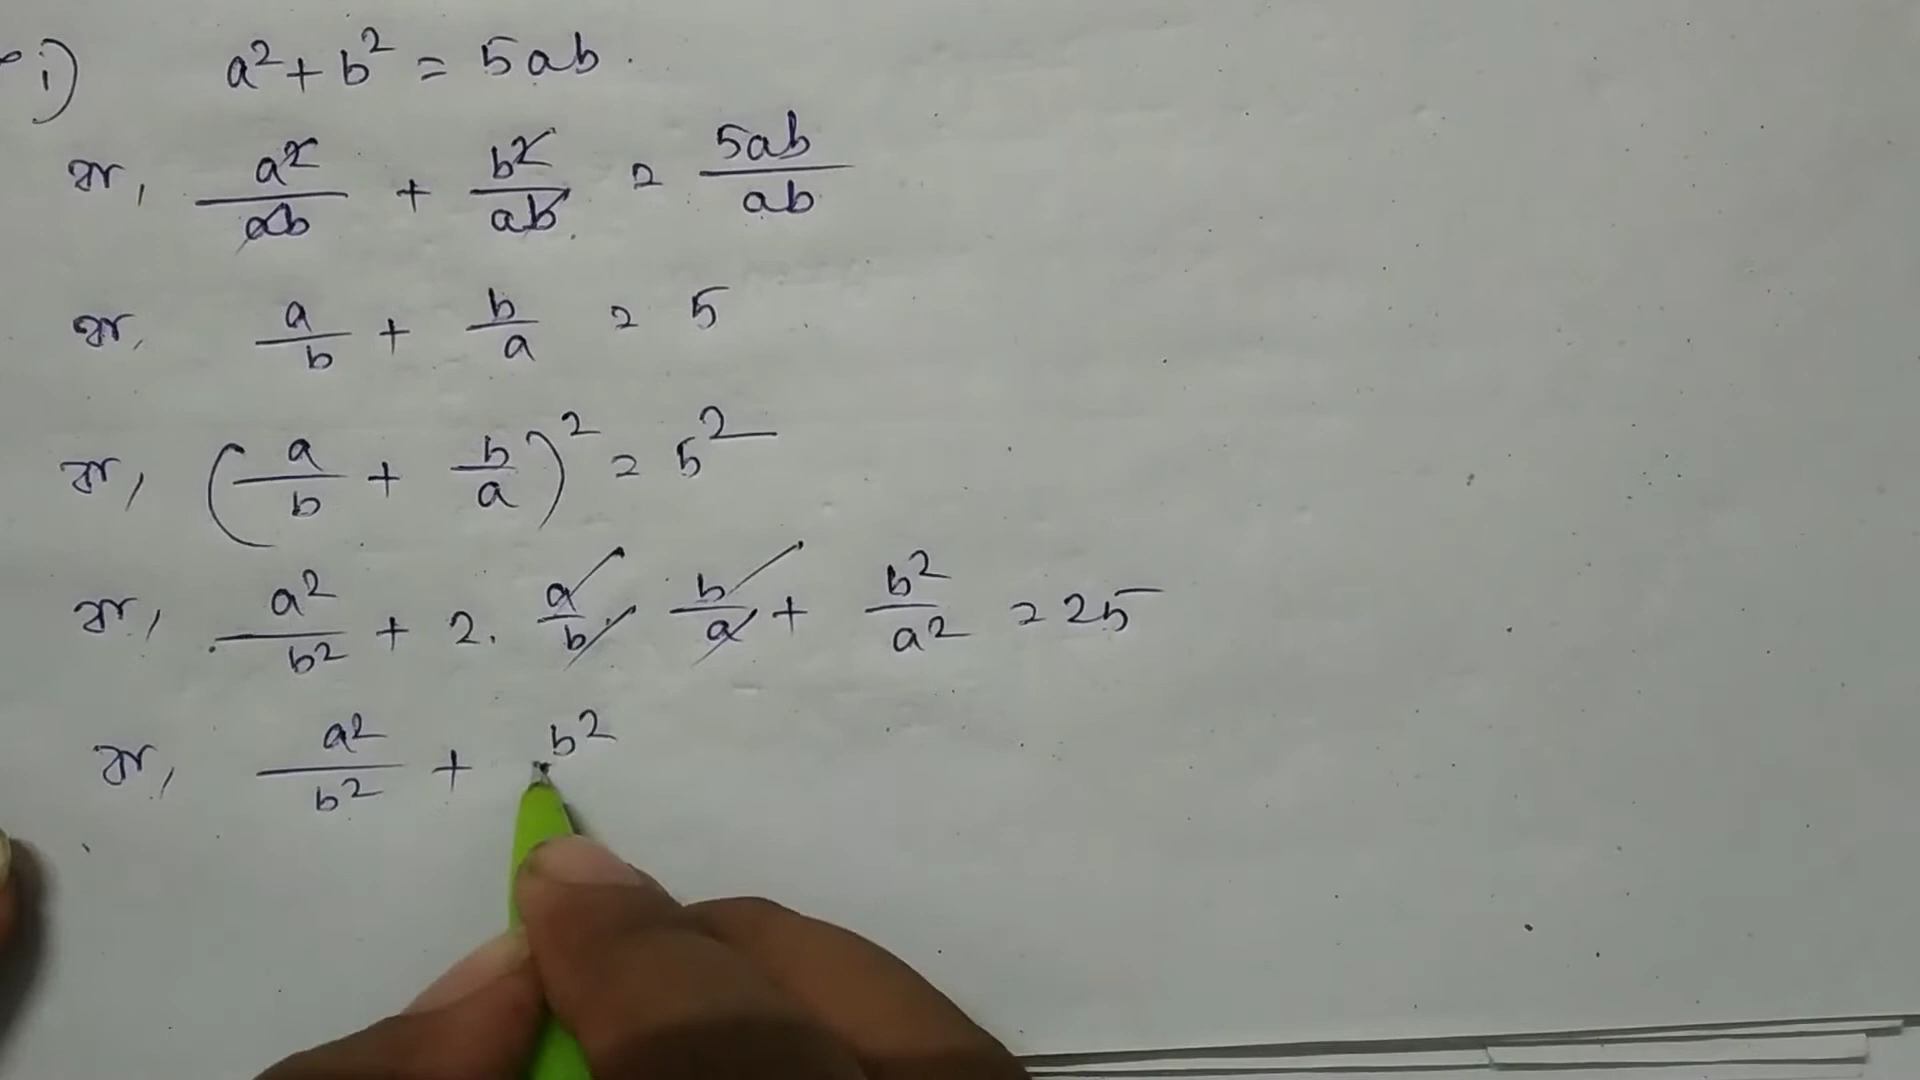 i) a² + b² = 5ab.
বা, a²/ab + b²/ab = 5ab/ab
বা, a/b + b/a = 5
বা, (a/b + b/a)² = 5²
বা, a²/b² + 2. a/b . b/a + b²/a² = 25
বা, a²/b² + b²